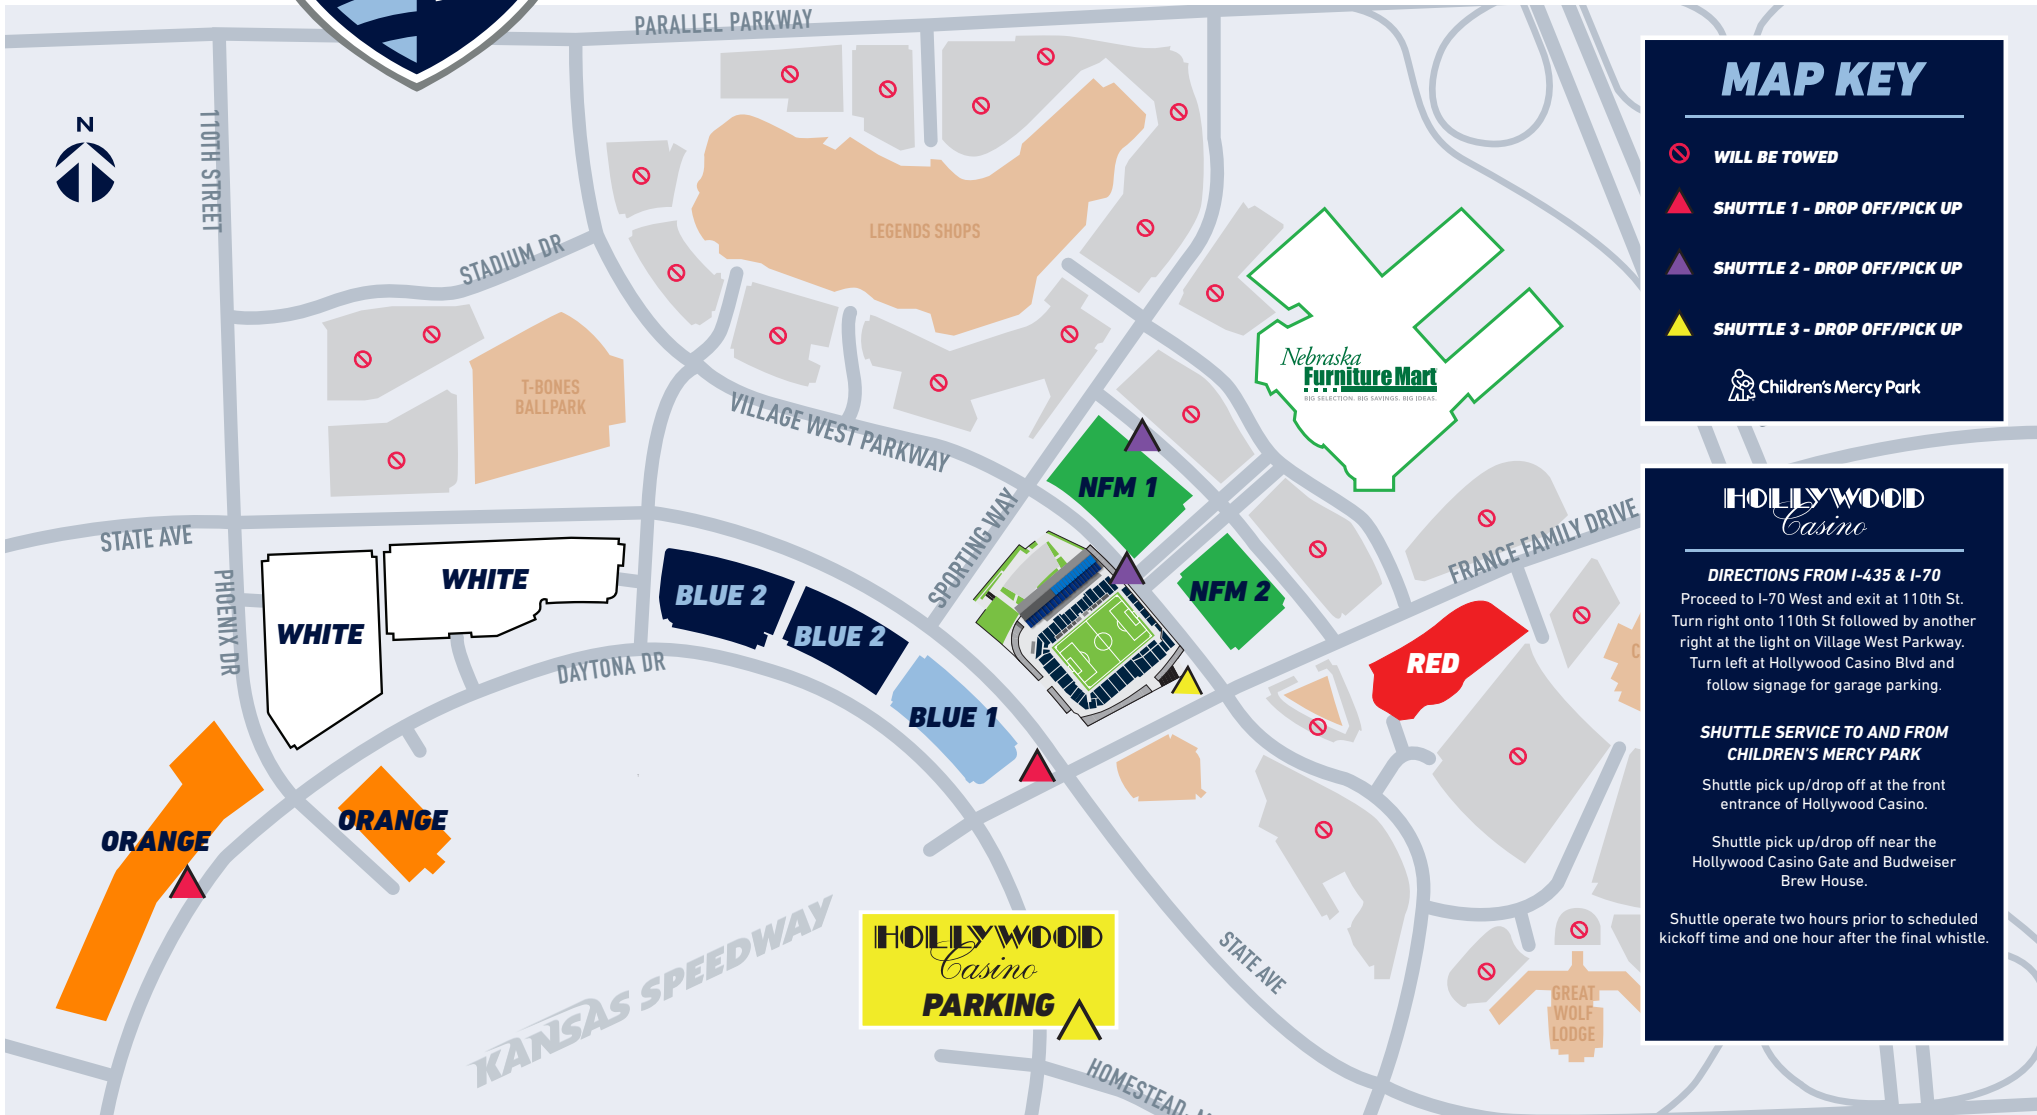 PARALLEL PARKWAY
N
110TH STREET
STADIUM DR
LEGENDS SHOPS
T-BONES
BALLPARK
VILLAGE WEST PARKWAY
Nebraska
Furniture Mart
BIG SELECTION. BIG SAVINGS. BIG IDEAS.
NFM 1
SPORTING WAY
STATE AVE
FRANCE FAMILY DRIVE
PHOENIX DR
WHITE
WHITE
BLUE 2
BLUE 2
BLUE 1
NFM 2
RED
DAYTONA DR
ORANGE
ORANGE
KANSAS SPEEDWAY
HOLLYWOOD
Casino
PARKING
STATE AVE
HOMESTEAD
GREAT
WOLF
LODGE
MAP KEY
WILL BE TOWED
SHUTTLE 1 - DROP OFF/PICK UP
SHUTTLE 2 - DROP OFF/PICK UP
SHUTTLE 3 - DROP OFF/PICK UP
Children's Mercy Park
HOLLYWOOD
Casino
DIRECTIONS FROM I-435 & I-70
Proceed to I-70 West and exit at 110th St.
Turn right onto 110th St followed by another
right at the light on Village West Parkway.
Turn left at Hollywood Casino Blvd and
follow signage for garage parking.
SHUTTLE SERVICE TO AND FROM
CHILDREN'S MERCY PARK
Shuttle pick up/drop off at the front
entrance of Hollywood Casino.
Shuttle pick up/drop off near the
Hollywood Casino Gate and Budweiser
Brew House.
Shuttle operate two hours prior to scheduled
kickoff time and one hour after the final whistle.